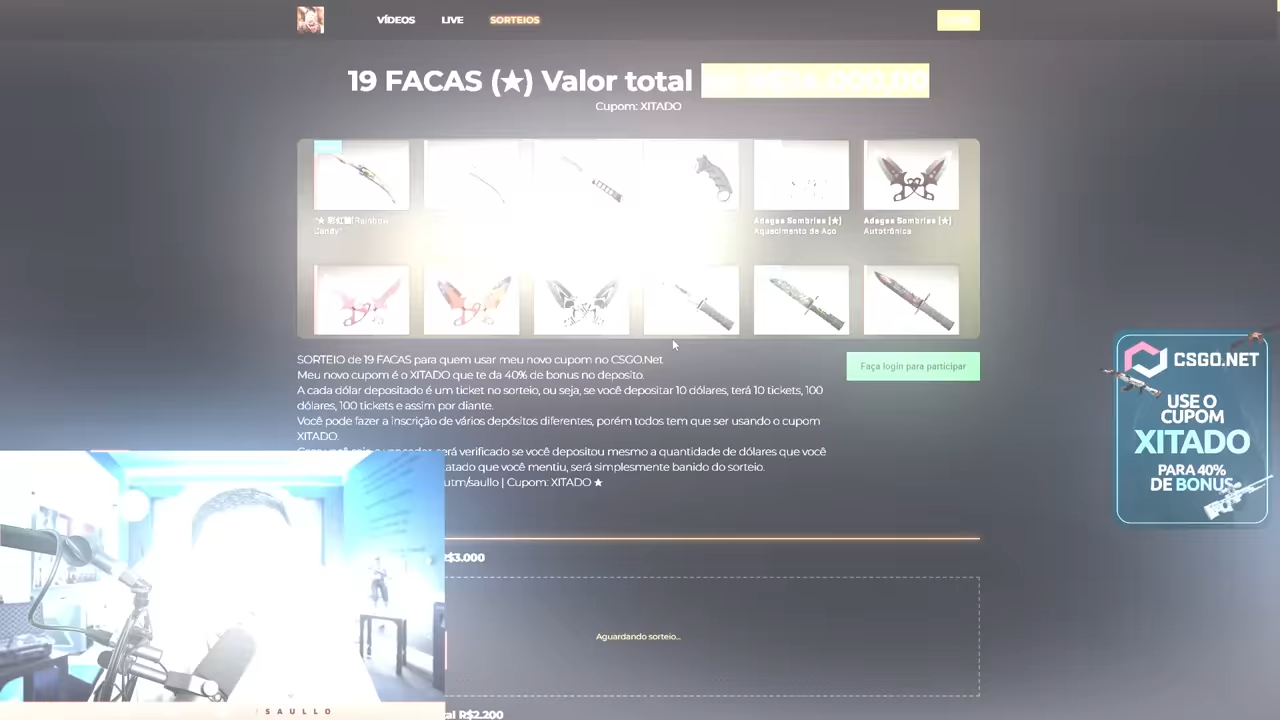 VÍDEOS LIVE SORTEIOS
19 FACAS (★) Valor total
Cupom: XITADO
Adagas Sombrias (★)
Aquecimento de Aço
Adagas Sombrias (★)
Autotrônica
SORTEIO de 19 FACAS para quem usar meu novo cupom no CSGO.Net
Meu novo cupom é o XITADO que te da 40% de bonus no deposito.
A cada dólar depositado é um ticket no sorteio, ou seja, se você depositar 10 dólares, terá 10 tickets, 100
dólares, 100 tickets e assim por diante.
Você pode fazer a inscrição de vários depósitos diferentes, porém todos tem que ser usando o cupom
XITADO.
será verificado se você depositou mesmo a quantidade de dólares que você
que você mentiu, será simplesmente banido do sorteio.
utm/saullo | Cupom: XITADO ★
Faça login para participar
CSGO.NET
USE O
CUPOM
XITADO
PARA 40%
DE BONUS
R$3.000
Aguardando sorteio...
SAULLO
R$2.200